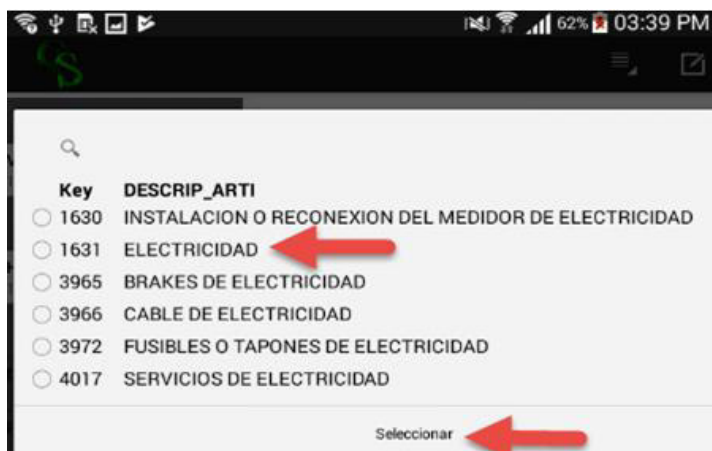 62% 03:39 PM
CS
Key DESCRIP_ARTI
1630 INSTALACION O RECONEXION DEL MEDIDOR DE ELECTRICIDAD
1631 ELECTRICIDAD
3965 BRAKES DE ELECTRICIDAD
3966 CABLE DE ELECTRICIDAD
3972 FUSIBLES O TAPONES DE ELECTRICIDAD
4017 SERVICIOS DE ELECTRICIDAD
Seleccionar